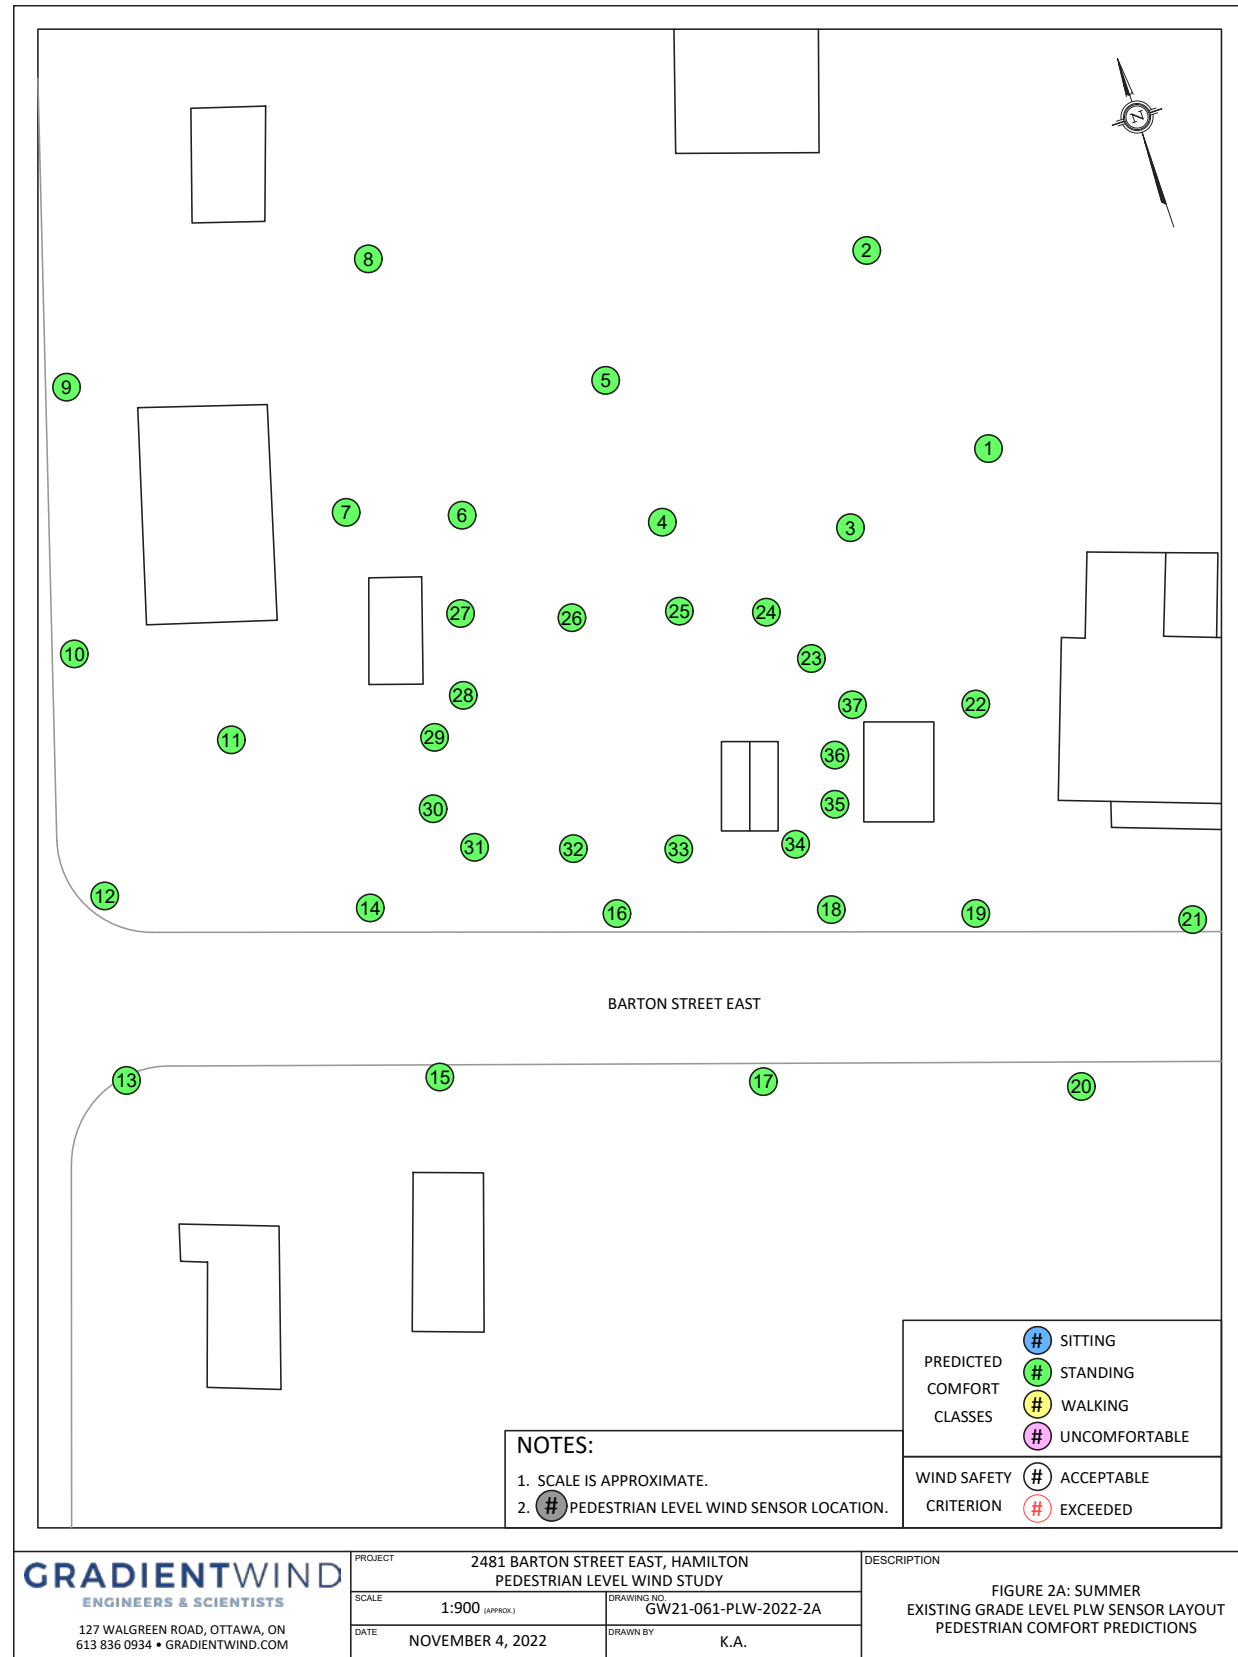 N
8
2
9
5
1
7
6
4
3
27
26
25
24
10
23
28
37
22
11
29
36
30
35
31
32
33
34
12
14
16
18
19
21
BARTON STREET EAST
13
15
17
20
PREDICTED
COMFORT
CLASSES
# SITTING
# STANDING
# WALKING
# UNCOMFORTABLE
WIND SAFETY
CRITERION
# ACCEPTABLE
# EXCEEDED
NOTES:
1. SCALE IS APPROXIMATE.
2. # PEDESTRIAN LEVEL WIND SENSOR LOCATION.
GRADIENTWIND
ENGINEERS & SCIENTISTS
127 WALGREEN ROAD, OTTAWA, ON
613 836 0934 • GRADIENTWIND.COM
PROJECT
2481 BARTON STREET EAST, HAMILTON
PEDESTRIAN LEVEL WIND STUDY
SCALE
1:900 (APPROX.)
DRAWING NO.
GW21-061-PLW-2022-2A
DATE
NOVEMBER 4, 2022
DRAWN BY
K.A.
DESCRIPTION
FIGURE 2A: SUMMER
EXISTING GRADE LEVEL PLW SENSOR LAYOUT
PEDESTRIAN COMFORT PREDICTIONS